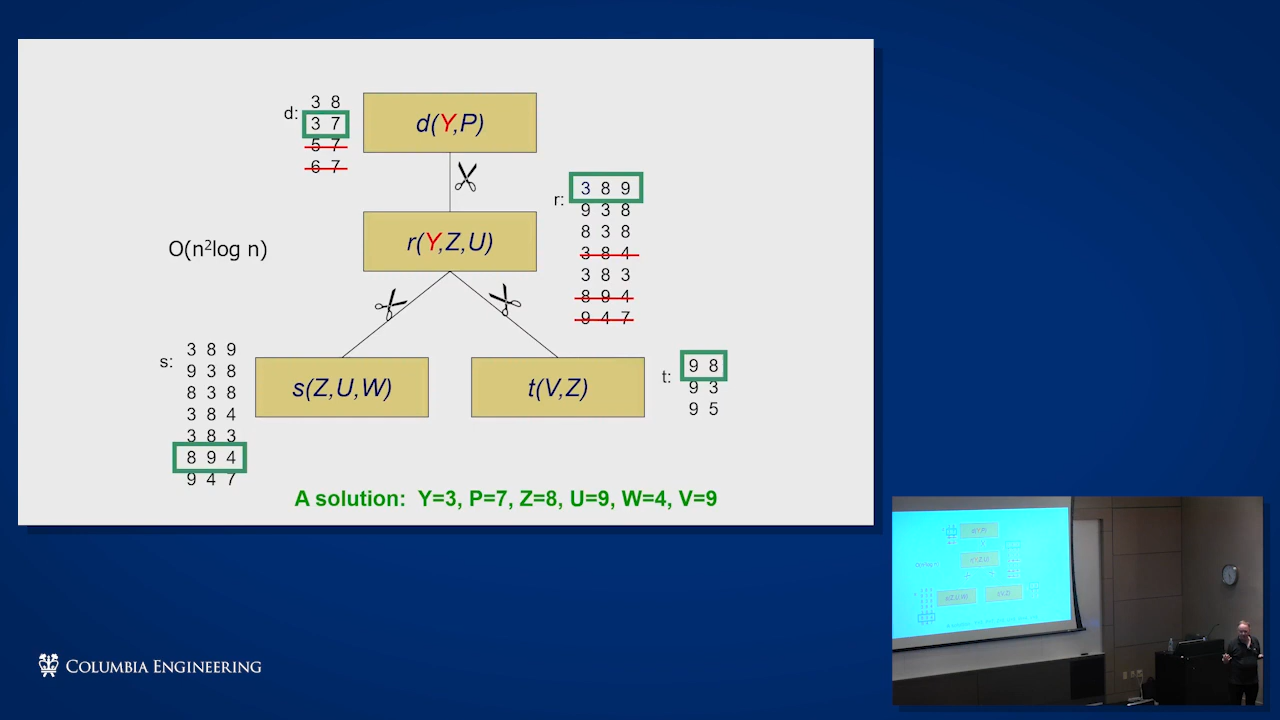 d:
3 8
3 7
5 7
6 7
d(Y,P)
r:
3 8 9
9 3 8
8 3 8
3 8 4
3 8 3
8 9 4
9 4 7
r(Y,Z,U)
O(n²log n)
s:
3 8 9
9 3 8
8 3 8
3 8 4
3 8 3
8 9 4
9 4 7
s(Z,U,W)
t(V,Z)
t:
9 8
9 3
9 5
A solution: Y=3, P=7, Z=8, U=9, W=4, V=9
COLUMBIA ENGINEERING